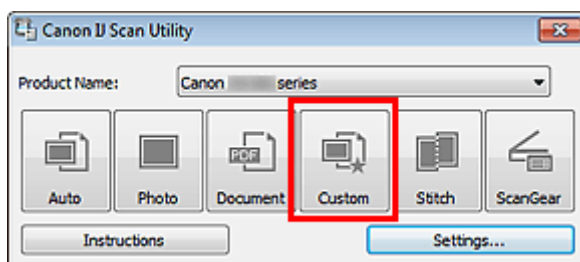 Canon IJ Scan Utility
Product Name: Canon series
PDF
Auto Photo Document Custom Stitch ScanGear
Instructions Settings...